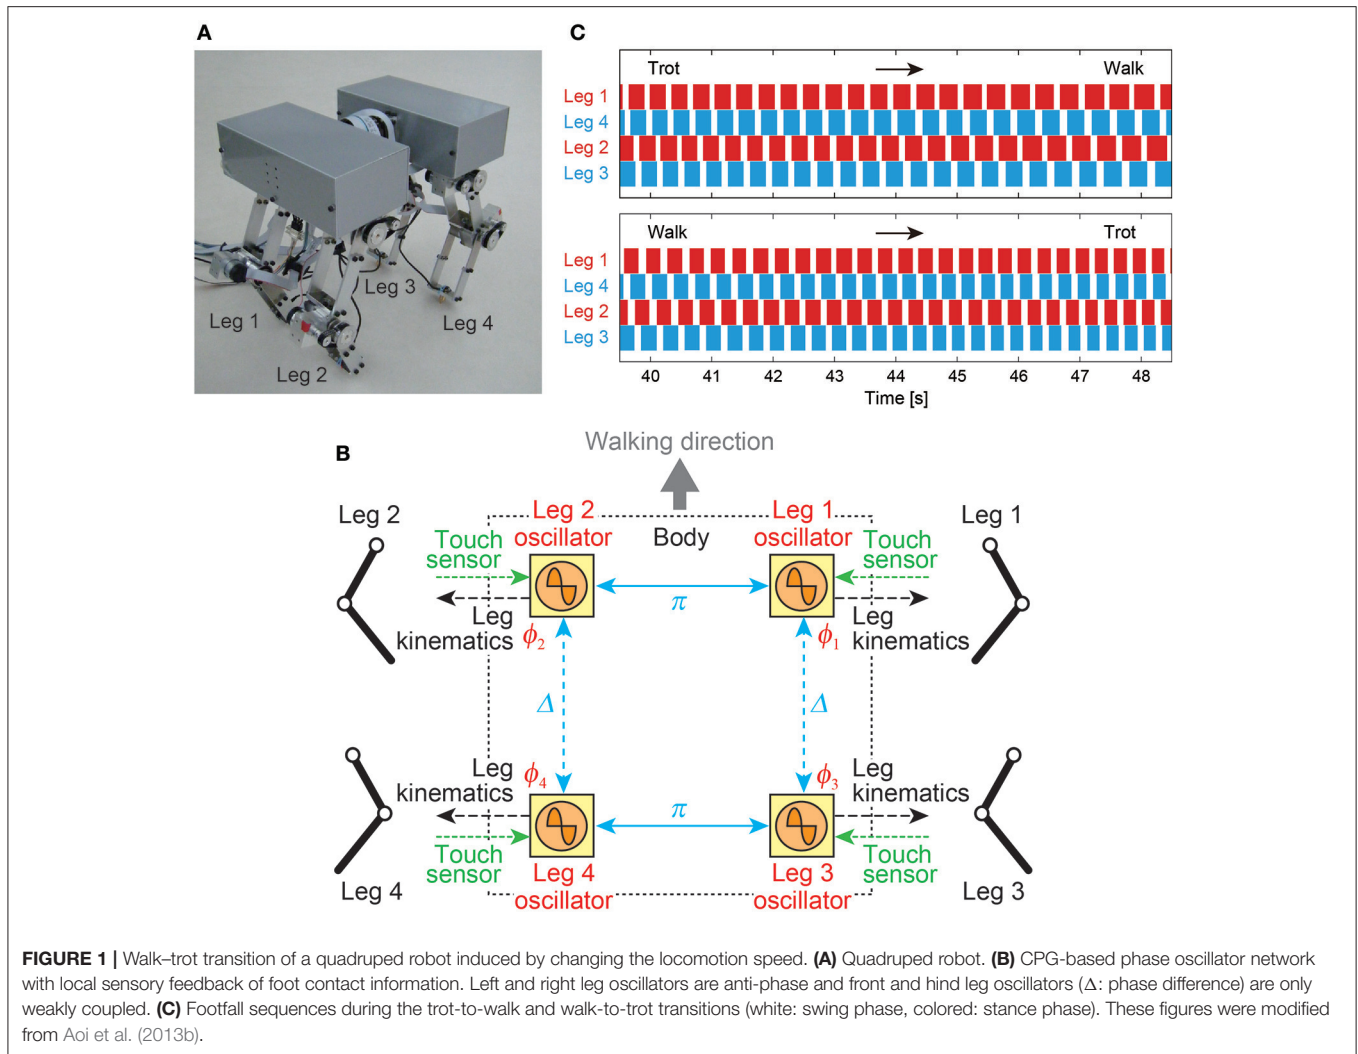 A
Leg 1
Leg 2
Leg 3
Leg 4
C
Trot
Walk
Leg 1
Leg 4
Leg 2
Leg 3
Walk
Trot
Leg 1
Leg 4
Leg 2
Leg 3
40 41 42 43 44 45 46 47 48
Time [s]
B
Walking direction
Leg 2
Leg 2
oscillator
Body
Leg 1
oscillator
Leg 1
Touch
sensor
Touch
sensor
π
Leg
kinematics
ϕ2
ϕ1
Leg
kinematics
Δ
Δ
Leg
kinematics
ϕ4
ϕ3
Leg
kinematics
π
Touch
sensor
Touch
sensor
Leg 4
Leg 4
oscillator
Leg 3
oscillator
Leg 3
FIGURE 1 | Walk–trot transition of a quadruped robot induced by changing the locomotion speed. (A) Quadruped robot. (B) CPG-based phase oscillator network
with local sensory feedback of foot contact information. Left and right leg oscillators are anti-phase and front and hind leg oscillators (Δ: phase difference) are only
weakly coupled. (C) Footfall sequences during the trot-to-walk and walk-to-trot transitions (white: swing phase, colored: stance phase). These figures were modified
from Aoi et al. (2013b).